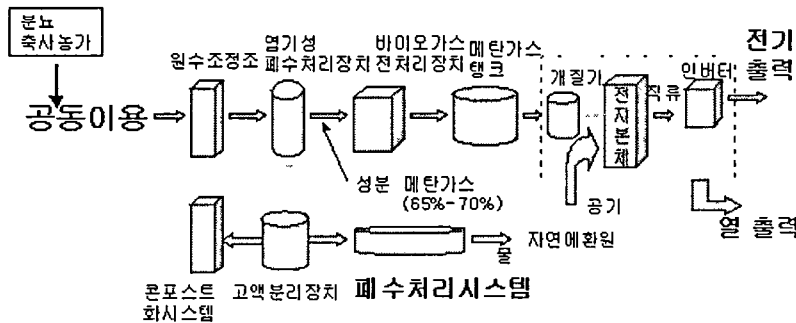 분뇨
축사농가
공동이용
원수조정조
염기성
폐수처리장치
바이오가스
전처리장치
메탄가스
탱크
개질기
전지본체
직류
인버터
전기
출력
성분 메탄가스
(65%-70%)
공기
열 출력
콘포스트
화시스템
고액분리장치
폐수처리시스템
물
자연에환원